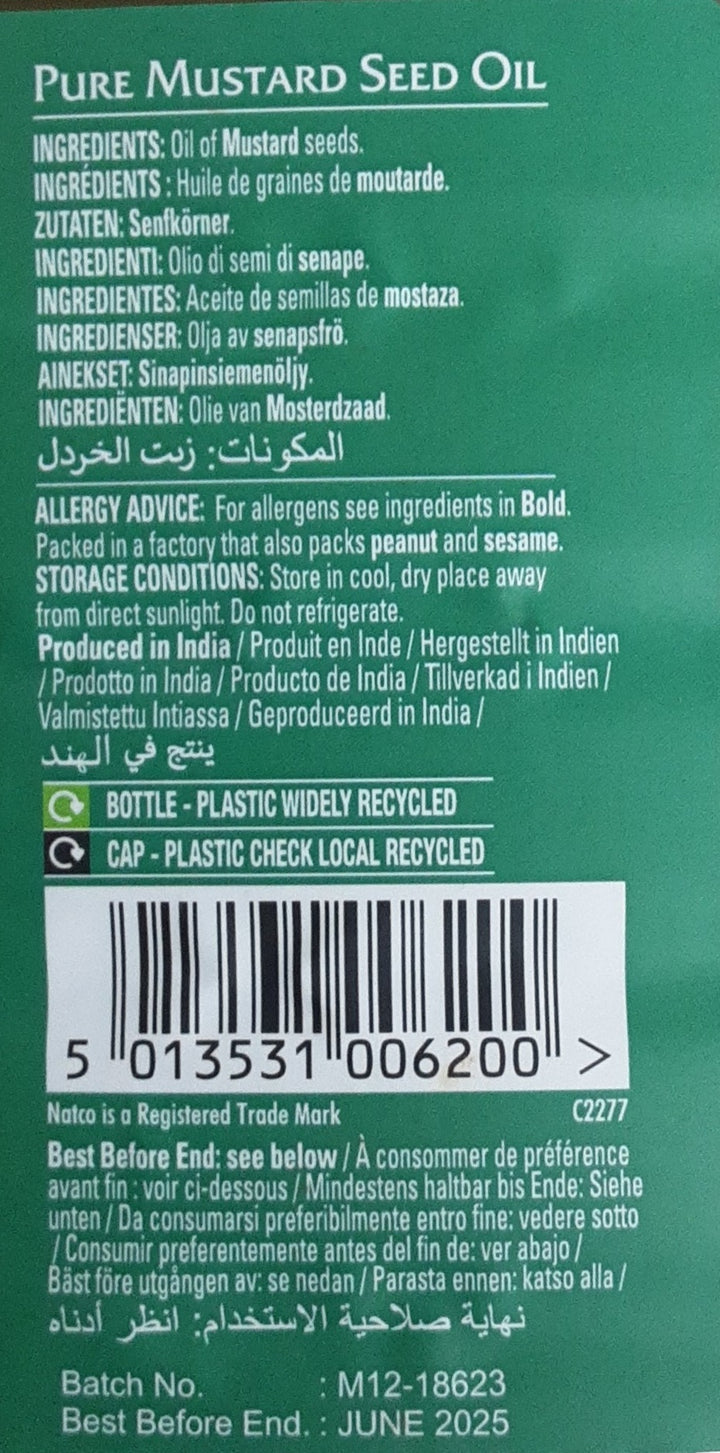 PURE MUSTARD SEED OIL
INGREDIENTS: Oil of Mustard seeds.
INGRÉDIENTS : Huile de graines de moutarde.
ZUTATEN: Senfkörner.
INGREDIENTI: Olio di semi di senape.
INGREDIENTES: Aceite de semillas de mostaza.
INGREDIENSER: Olja av senapsfrö.
AINEKSET: Sinapinsiemenöljy.
INGREDIËNTEN: Olie van Mosterdzaad.
المكونات: زيت الخردل
ALLERGY ADVICE: For allergens see ingredients in Bold.
Packed in a factory that also packs peanut and sesame.
STORAGE CONDITIONS: Store in cool, dry place away
from direct sunlight. Do not refrigerate.
Produced in India / Produit en Inde / Hergestellt in Indien
/ Prodotto in India / Producto de India / Tillverkad i Indien /
Valmistettu Intiassa / Geproduceerd in India /
ينتج في الهند
BOTTLE - PLASTIC WIDELY RECYCLED
CAP - PLASTIC CHECK LOCAL RECYCLED
5 013531 006200 >
Natco is a Registered Trade Mark C2277
Best Before End: see below / À consommer de préférence
avant fin : voir ci-dessous / Mindestens haltbar bis Ende: Siehe
unten / Da consumarsi preferibilmente entro fine: vedere sotto
/ Consumir preferentemente antes del fin de: ver abajo /
Bäst före utgången av: se nedan / Parasta ennen: katso alla /
نهاية صلاحية الاستخدام: انظر أدناه
Batch No. : M12-18623
Best Before End. : JUNE 2025